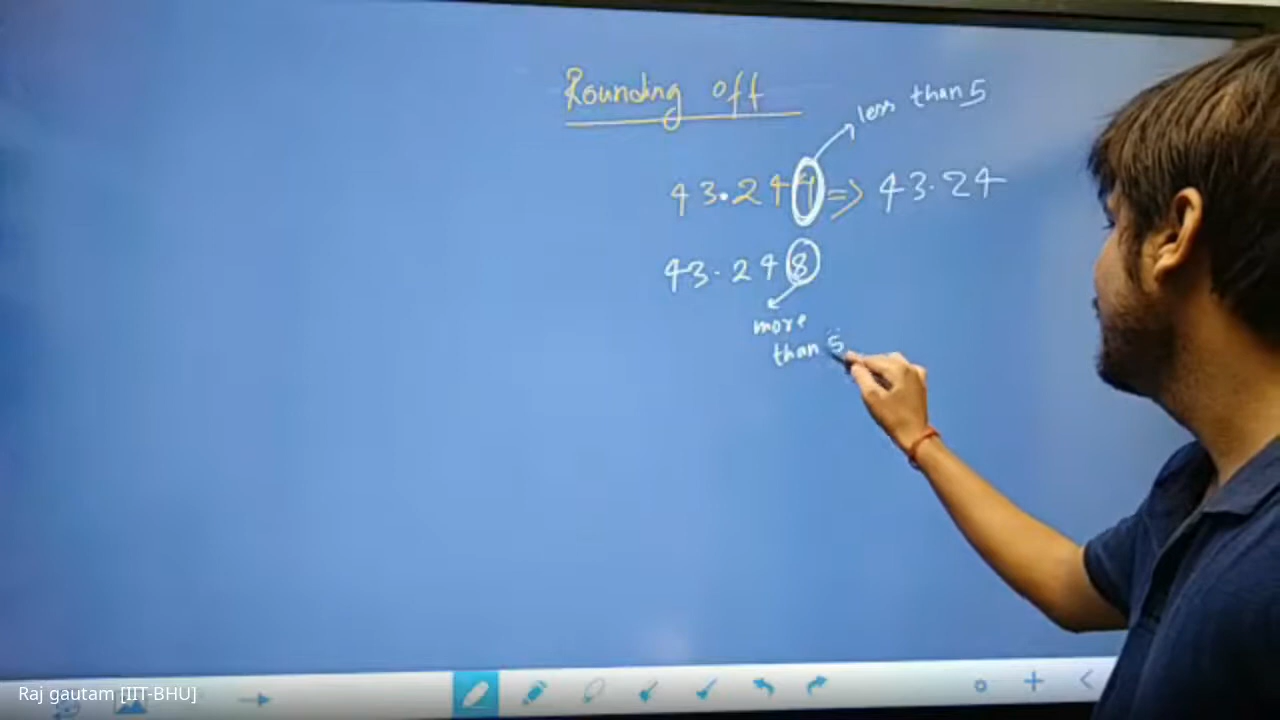 Rounding off
less than 5
43.244 => 43.24
43.248
more
than 5
Raj gautam [IIT-BHU]